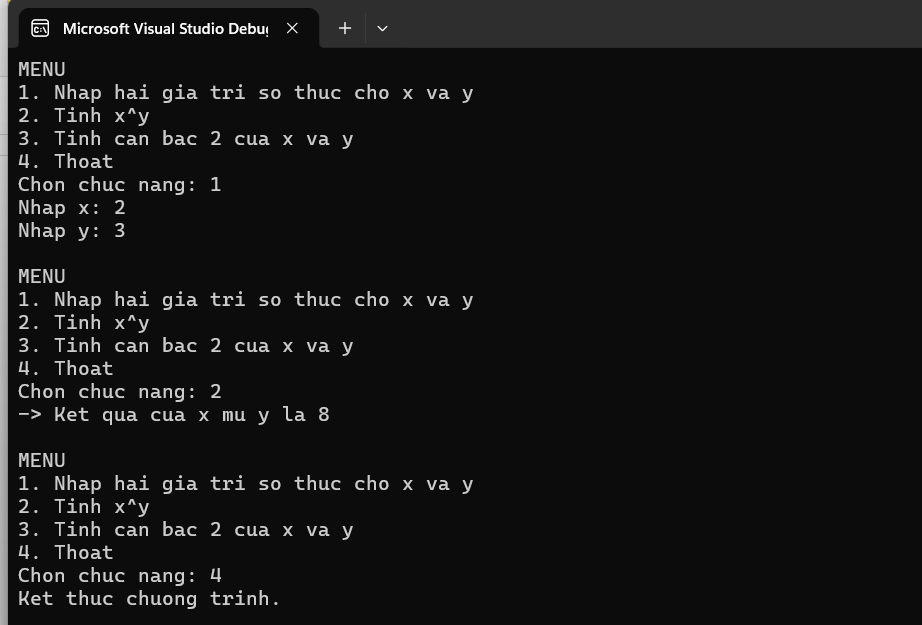 Microsoft Visual Studio Debug
MENU
1. Nhap hai gia tri so thuc cho x va y
2. Tinh x^y
3. Tinh can bac 2 cua x va y
4. Thoat
Chon chuc nang: 1
Nhap x: 2
Nhap y: 3
MENU
1. Nhap hai gia tri so thuc cho x va y
2. Tinh x^y
3. Tinh can bac 2 cua x va y
4. Thoat
Chon chuc nang: 2
-> Ket qua cua x mu y la 8
MENU
1. Nhap hai gia tri so thuc cho x va y
2. Tinh x^y
3. Tinh can bac 2 cua x va y
4. Thoat
Chon chuc nang: 4
Ket thuc chuong trinh.